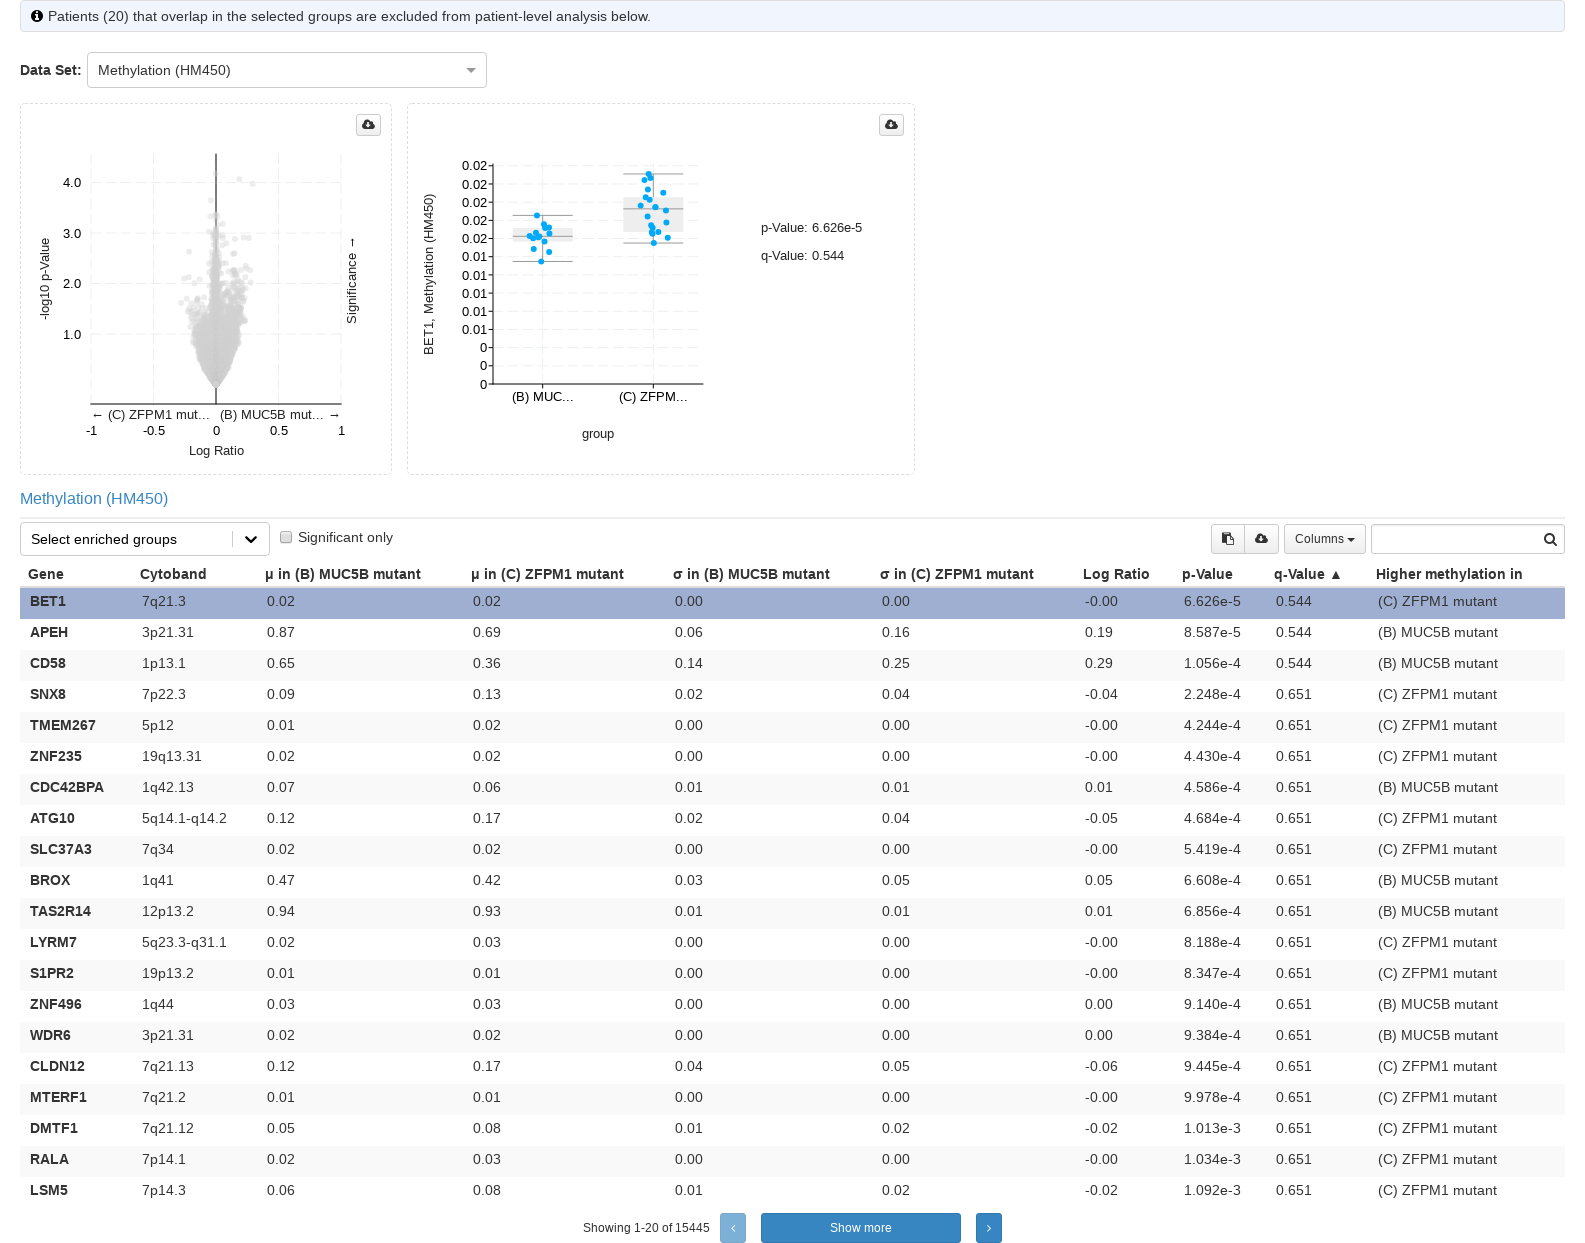 Patients (20) that overlap in the selected groups are excluded from patient-level analysis below.
Data Set: Methylation (HM450)
4.0
3.0
2.0
1.0
-log10 p-Value
Significance →
← (C) ZFPM1 mut... (B) MUC5B mut... →
-1 -0.5 0 0.5 1
Log Ratio
BET1, Methylation (HM450)
0.02
0.02
0.02
0.02
0.02
0.01
0.01
0.01
0.01
0.01
0
0
0
(B) MUC... (C) ZFPM...
group
p-Value: 6.626e-5
q-Value: 0.544
Methylation (HM450)
Select enriched groups Significant only Columns
Gene Cytoband μ in (B) MUC5B mutant μ in (C) ZFPM1 mutant σ in (B) MUC5B mutant σ in (C) ZFPM1 mutant Log Ratio p-Value q-Value ▲ Higher methylation in
BET1 7q21.3 0.02 0.02 0.00 0.00 -0.00 6.626e-5 0.544 (C) ZFPM1 mutant
APEH 3p21.31 0.87 0.69 0.06 0.16 0.19 8.587e-5 0.544 (B) MUC5B mutant
CD58 1p13.1 0.65 0.36 0.14 0.25 0.29 1.056e-4 0.544 (B) MUC5B mutant
SNX8 7p22.3 0.09 0.13 0.02 0.04 -0.04 2.248e-4 0.651 (C) ZFPM1 mutant
TMEM267 5p12 0.01 0.02 0.00 0.00 -0.00 4.244e-4 0.651 (C) ZFPM1 mutant
ZNF235 19q13.31 0.02 0.02 0.00 0.00 -0.00 4.430e-4 0.651 (C) ZFPM1 mutant
CDC42BPA 1q42.13 0.07 0.06 0.01 0.01 0.01 4.586e-4 0.651 (B) MUC5B mutant
ATG10 5q14.1-q14.2 0.12 0.17 0.02 0.04 -0.05 4.684e-4 0.651 (C) ZFPM1 mutant
SLC37A3 7q34 0.02 0.02 0.00 0.00 -0.00 5.419e-4 0.651 (C) ZFPM1 mutant
BROX 1q41 0.47 0.42 0.03 0.05 0.05 6.608e-4 0.651 (B) MUC5B mutant
TAS2R14 12p13.2 0.94 0.93 0.01 0.01 0.01 6.856e-4 0.651 (B) MUC5B mutant
LYRM7 5q23.3-q31.1 0.02 0.03 0.00 0.00 -0.00 8.188e-4 0.651 (C) ZFPM1 mutant
S1PR2 19p13.2 0.01 0.01 0.00 0.00 -0.00 8.347e-4 0.651 (C) ZFPM1 mutant
ZNF496 1q44 0.03 0.03 0.00 0.00 0.00 9.140e-4 0.651 (B) MUC5B mutant
WDR6 3p21.31 0.02 0.02 0.00 0.00 0.00 9.384e-4 0.651 (B) MUC5B mutant
CLDN12 7q21.13 0.12 0.17 0.04 0.05 -0.06 9.445e-4 0.651 (C) ZFPM1 mutant
MTERF1 7q21.2 0.01 0.01 0.00 0.00 -0.00 9.978e-4 0.651 (C) ZFPM1 mutant
DMTF1 7q21.12 0.05 0.08 0.01 0.02 -0.02 1.013e-3 0.651 (C) ZFPM1 mutant
RALA 7p14.1 0.02 0.03 0.00 0.00 -0.00 1.034e-3 0.651 (C) ZFPM1 mutant
LSM5 7p14.3 0.06 0.08 0.01 0.02 -0.02 1.092e-3 0.651 (C) ZFPM1 mutant
Showing 1-20 of 15445 ‹ Show more ›